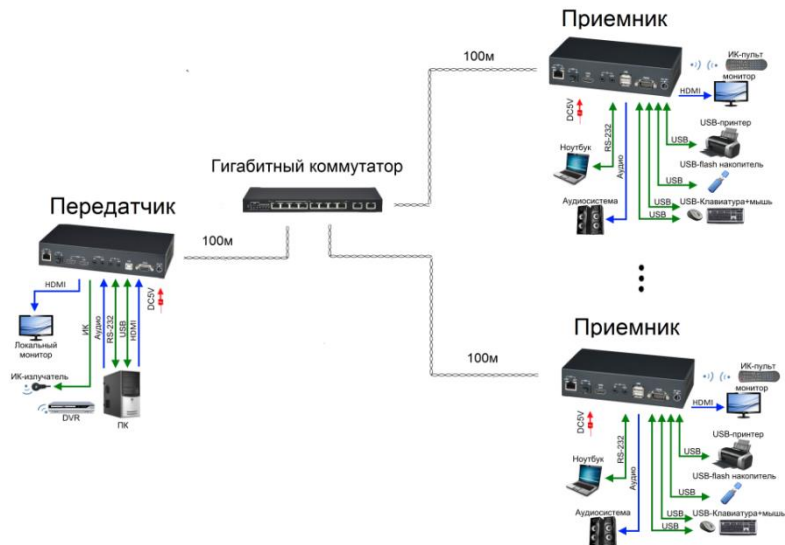 Приемник
100м
ИК-пульт
монитор
HDMI
DC5V
RS-232
Аудио
Ноутбук
USB-принтер
USB
USB-flash накопитель
USB
Аудиосистема
USB
USB-Клавиатура+мышь
USB
Гигабитный коммутатор
Передатчик
100м
HDMI
ИК
Аудио
RS-232
USB
HDMI
DC5V
Локальный
монитор
ИК-излучатель
DVR
ПК
Приемник
100м
ИК-пульт
монитор
HDMI
DC5V
RS-232
Аудио
Ноутбук
USB-принтер
USB
USB-flash накопитель
USB
Аудиосистема
USB
USB-Клавиатура+мышь
USB